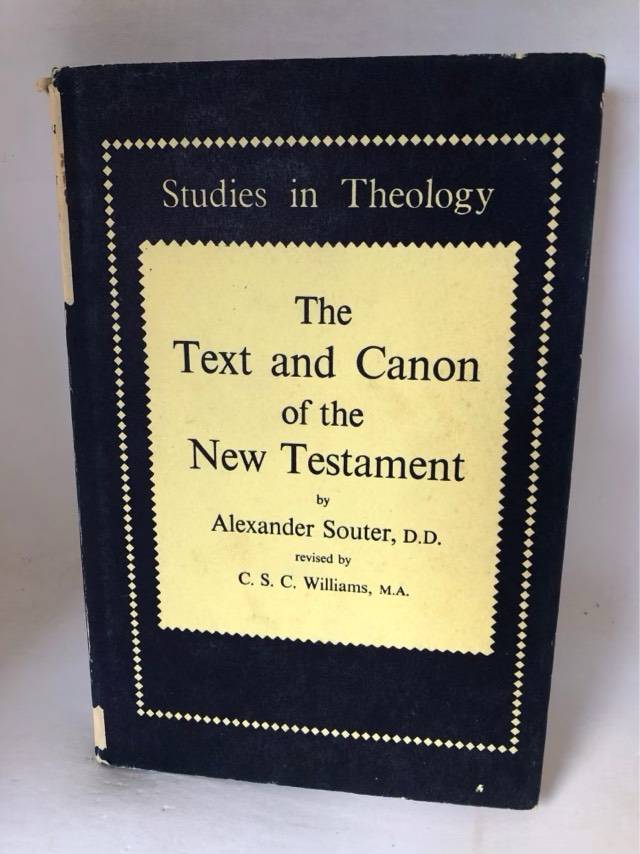 Studies in Theology
The
Text and Canon
of the
New Testament
by
Alexander Souter, D.D.
revised by
C. S. C. Williams, M.A.